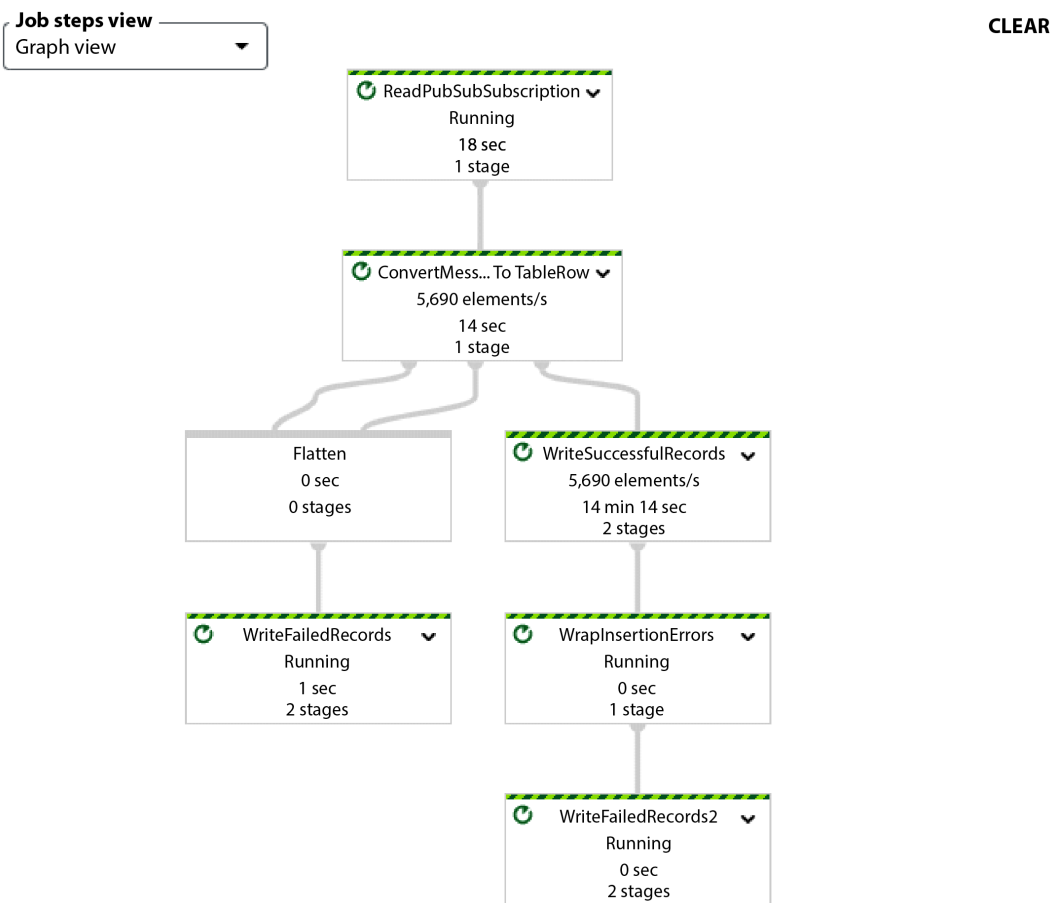 Job steps view
Graph view
CLEAR
ReadPubSubSubscription
Running
18 sec
1 stage
ConvertMess... To TableRow
5,690 elements/s
14 sec
1 stage
Flatten
0 sec
0 stages
WriteSuccessfulRecords
5,690 elements/s
14 min 14 sec
2 stages
WriteFailedRecords
Running
1 sec
2 stages
WrapInsertionErrors
Running
0 sec
1 stage
WriteFailedRecords2
Running
0 sec
2 stages